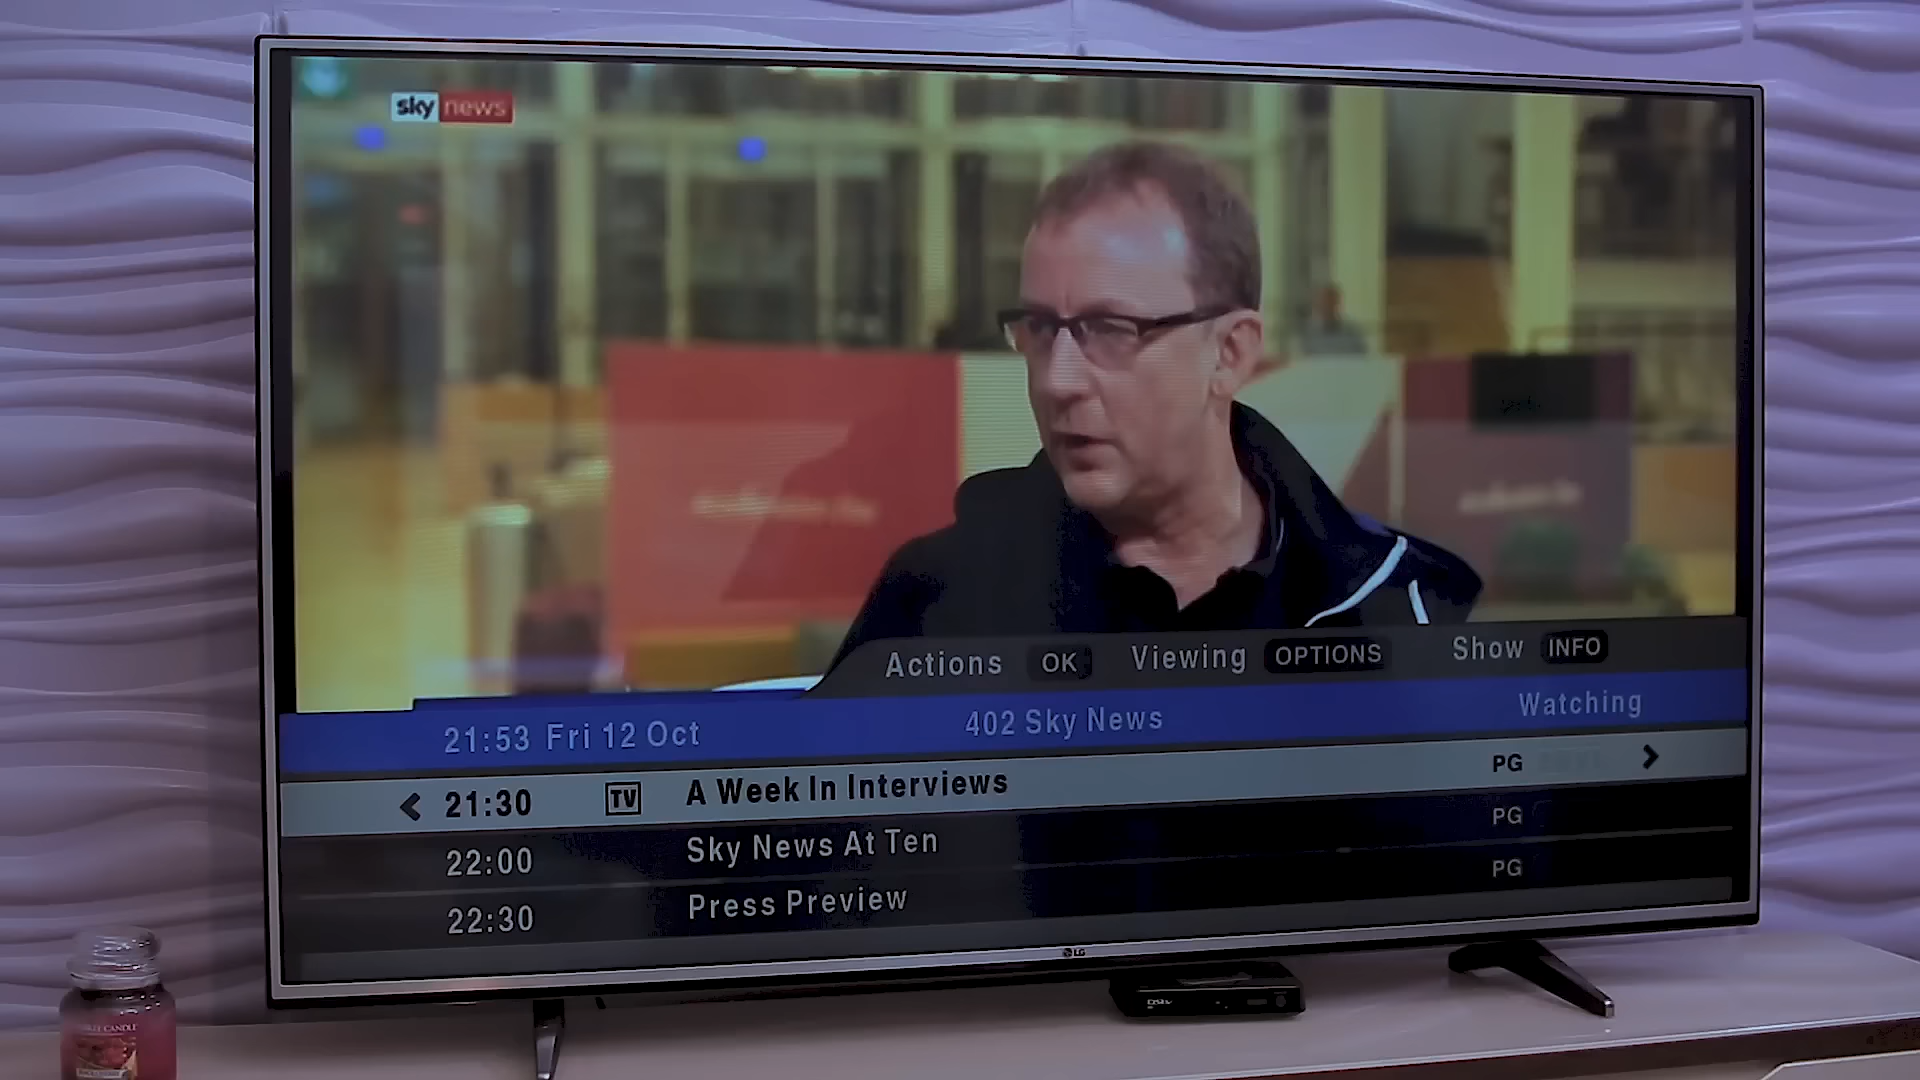 sky news
Actions OK Viewing OPTIONS Show INFO
21:53 Fri 12 Oct 402 Sky News Watching
21:30 TV A Week In Interviews PG
22:00 Sky News At Ten PG
22:30 Press Preview PG
LG
CANDLE